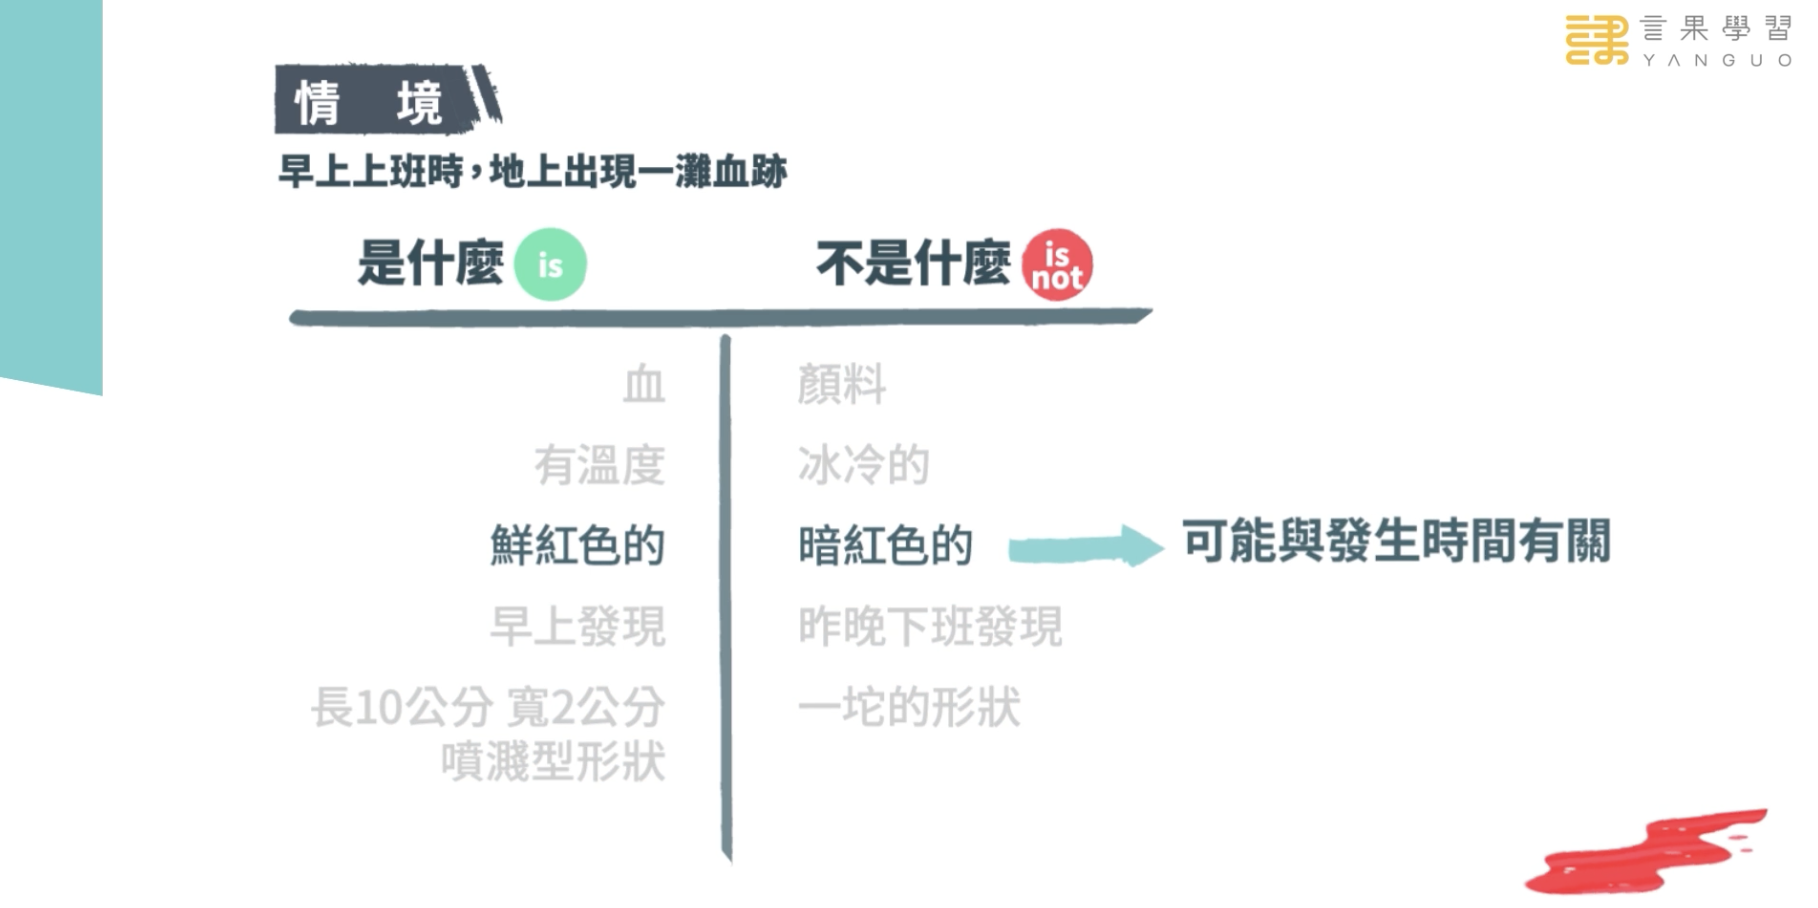 言果學習
YANGUO
情 境
早上上班時，地上出現一灘血跡
是什麼 is
不是什麼 is not
血
顏料
有溫度
冰冷的
鮮紅色的
暗紅色的
可能與發生時間有關
早上發現
昨晚下班發現
長10公分 寬2公分
一坨的形狀
噴濺型形狀